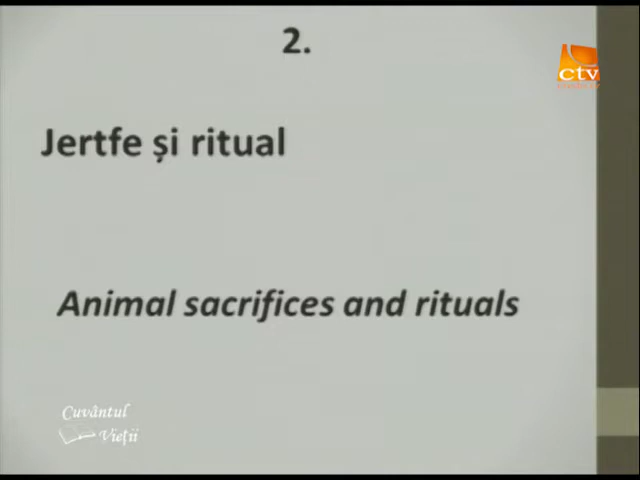 2.
ctv
Jertfe și ritual
Animal sacrifices and rituals
Cuvântul
Vieții